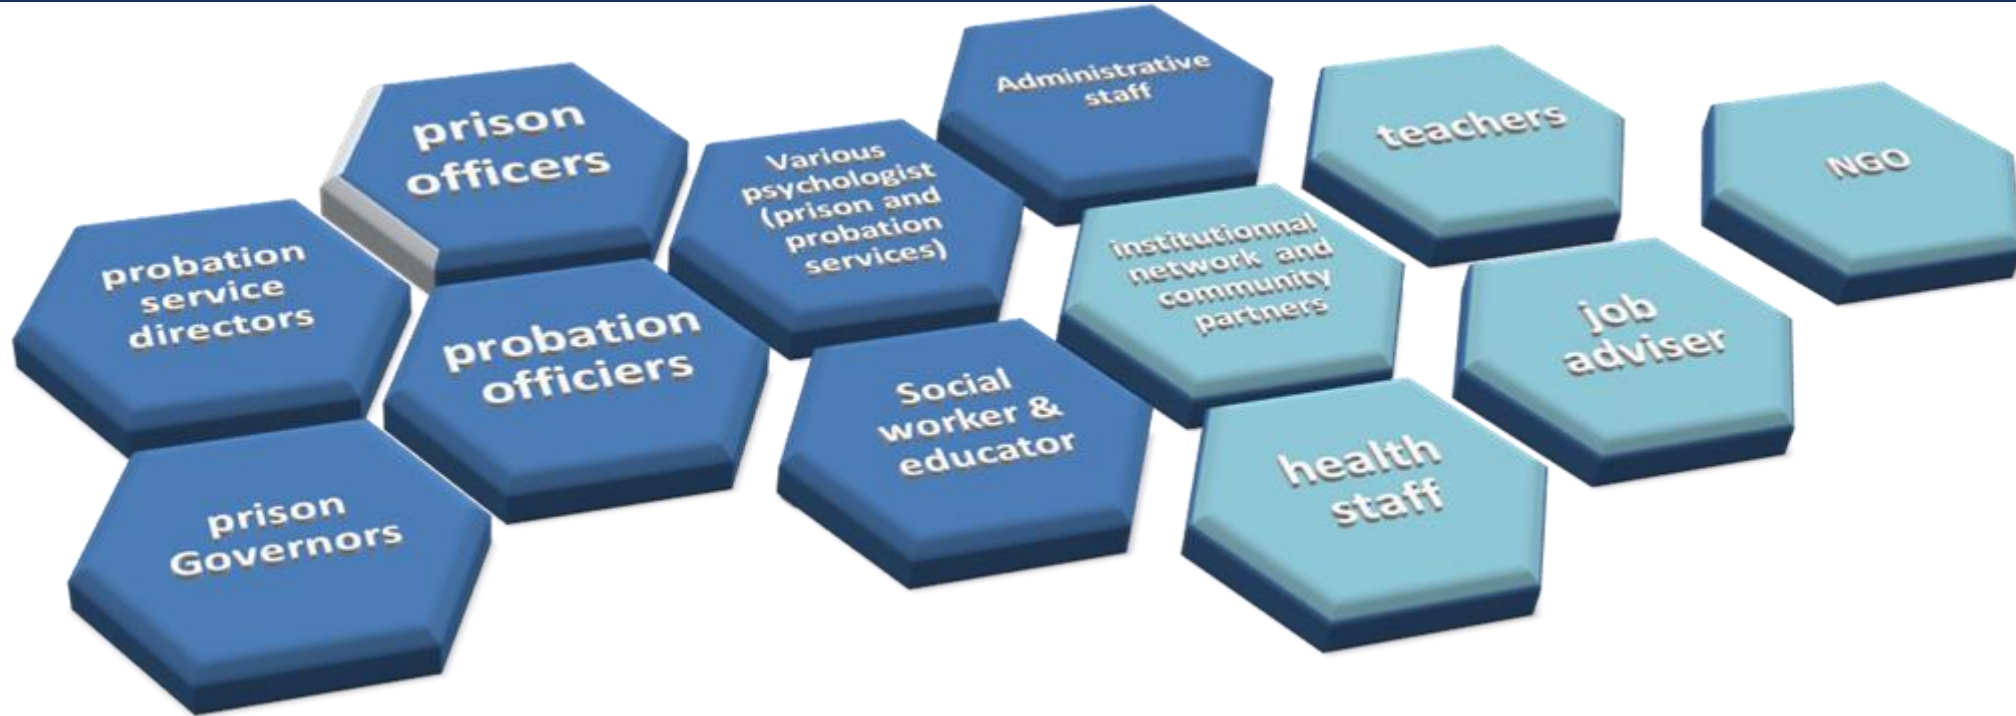 prison
officers
Administrative
staff
teachers
NGO
Various
psychologist
(prison and
probation
services)
probation
service
directors
institutionnal
network and
community
partners
probation
officiers
job
adviser
Social
worker &
educator
health
staff
prison
Governors